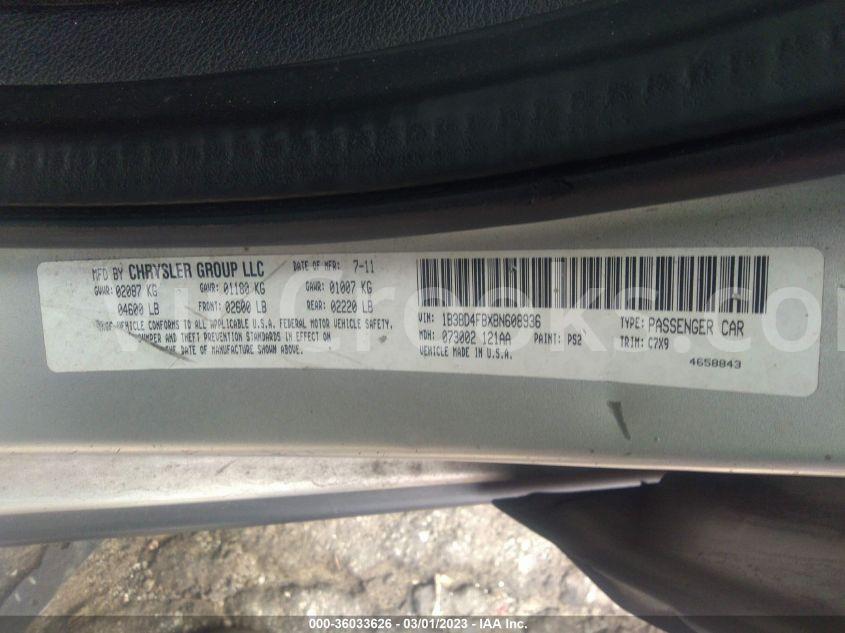 MFD BY CHRYSLER GROUP LLC DATE OF MFR: 7-11
GVWR: 02087 KG GAWR: 01180 KG GAWR: 01007 KG
04600 LB FRONT: 02600 LB REAR: 02220 LB
VEHICLE CONFORMS TO ALL APPLICABLE U.S.A. FEDERAL MOTOR VEHICLE SAFETY,
AND THEFT PREVENTION STANDARDS IN EFFECT ON
THE DATE OF MANUFACTURE SHOWN ABOVE.
VIN: 1B3BD4FBXBN608936 TYPE: PASSENGER CAR
MDH: 073002 121AA PAINT: PS2 TRIM: C7X9
VEHICLE MADE IN U.S.A.
4658843
000-36033626 - 03/01/2023 - IAA Inc.